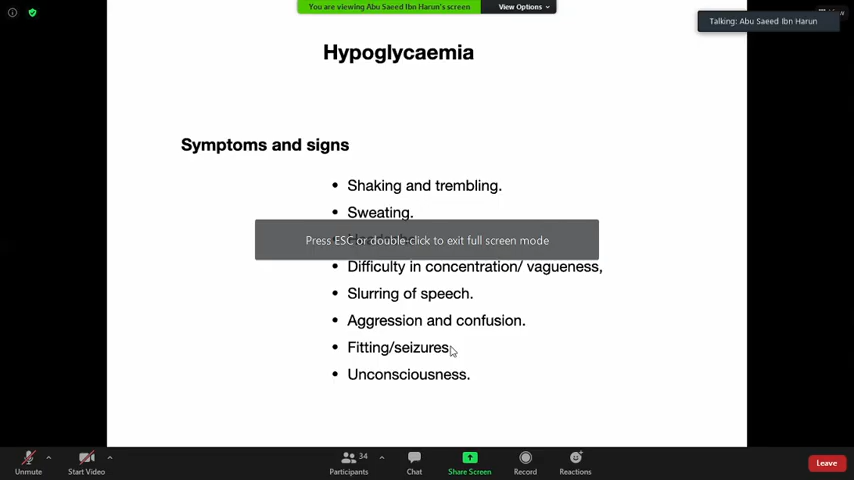 You are viewing Abu Saeed Ibn Harun's screen
View Options
Talking: Abu Saeed Ibn Harun
Hypoglycaemia
Symptoms and signs
• Shaking and trembling.
• Sweating.
Press ESC or double-click to exit full screen mode
• Difficulty in concentration/ vagueness,
• Slurring of speech.
• Aggression and confusion.
• Fitting/seizures
• Unconsciousness.
Unmute
Start Video
34
Participants
Chat
Share Screen
Record
Reactions
Leave